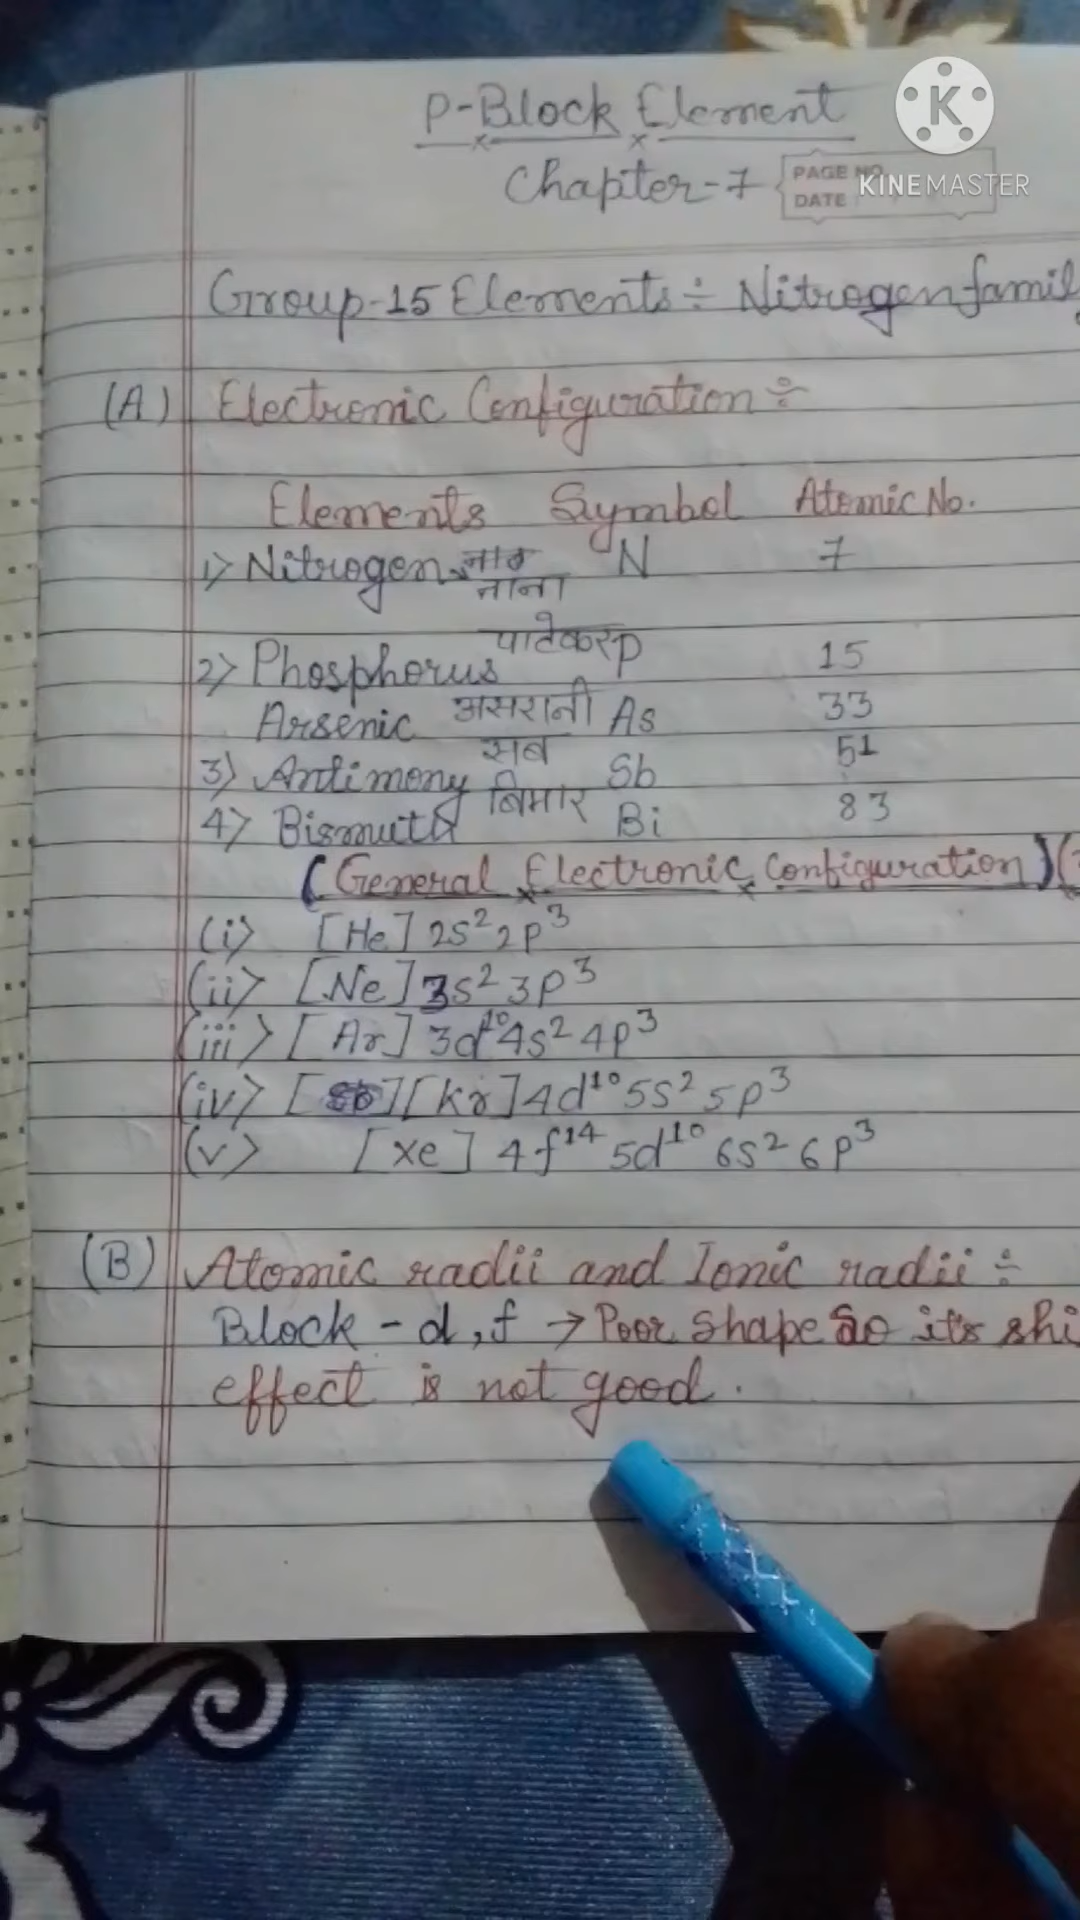 P-Block Element
Chapter-7
PAGE NO
DATE
K
KINEMASTER
Group-15 Elements ÷ Nitrogen famil
(A) Electronic Configuration ÷
Elements Symbol Atomic No.
1) Nitrogen N 7
नाना
2) Phosphorus पाटेकर P 15
Arsenic असरानी As 33
सब
3) Antimony Sb 51
4) Bismuth बिमार Bi 83
(General Electronic Configuration)
(i) [He] 2s² 2p³
(ii) [Ne] 3s² 3p³
(iii) [Ar] 3d¹⁰ 4s² 4p³
(iv) [Sb] [Kr] 4d¹⁰ 5s² 5p³
(v) [Xe] 4f¹⁴ 5d¹⁰ 6s² 6p³
(B) Atomic radii and Ionic radii ÷
Block - d, f → Poor shape so it's shi
effect is not good.